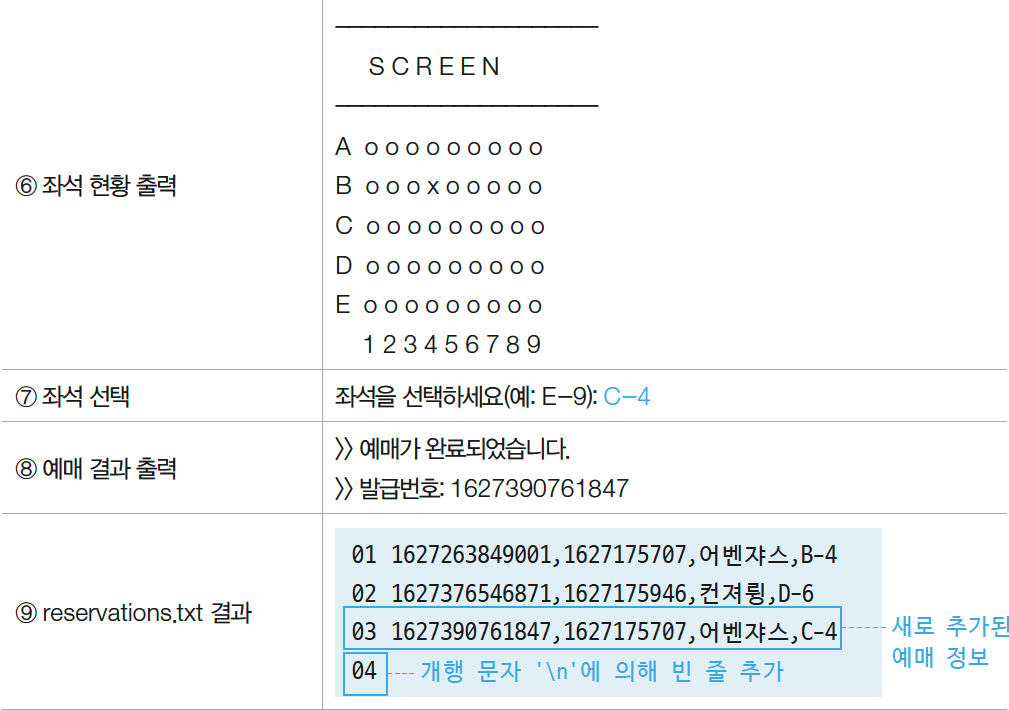 ⑥ 좌석 현황 출력
S C R E E N
A o o o o o o o o o
B o o o x o o o o o
C o o o o o o o o o
D o o o o o o o o o
E o o o o o o o o o
1 2 3 4 5 6 7 8 9
⑦ 좌석 선택
좌석을 선택하세요(예: E-9): C-4
⑧ 예매 결과 출력
>> 예매가 완료되었습니다.
>> 발급번호: 1627390761847
⑨ reservations.txt 결과
01 1627263849001,1627175707,어벤쟈스,B-4
02 1627376546871,1627175946,컨져륑,D-6
03 1627390761847,1627175707,어벤쟈스,C-4
04
개행 문자 '\n'에 의해 빈 줄 추가
새로 추가된
예매 정보